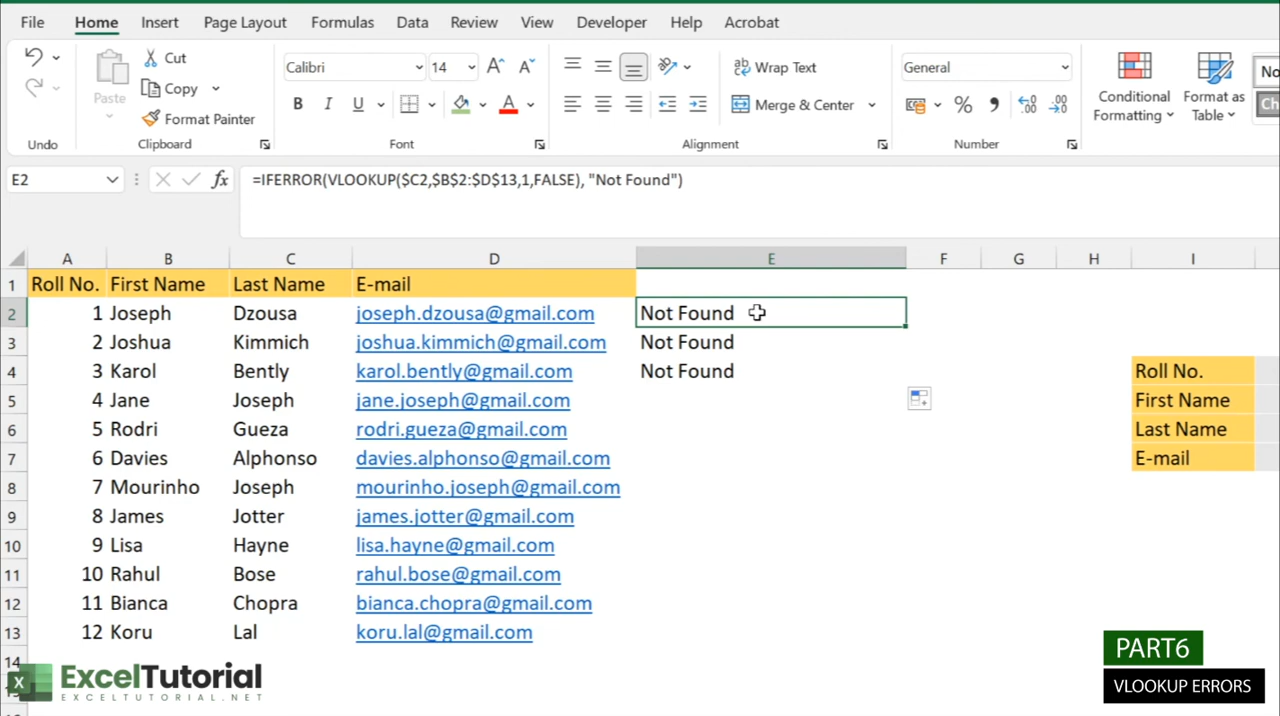 File Home Insert Page Layout Formulas Data Review View Developer Help Acrobat
Cut
Copy
Paste
Format Painter
Calibri 14
B I U
Wrap Text
Merge & Center
General
Conditional Formatting
Format as Table
Undo Clipboard Font Alignment Number
E2 fx =IFERROR(VLOOKUP($C2,$B$2:$D$13,1,FALSE), "Not Found")
A B C D E F G H I
1 Roll No. First Name Last Name E-mail
2 1 Joseph Dzousa joseph.dzousa@gmail.com Not Found
3 2 Joshua Kimmich joshua.kimmich@gmail.com Not Found
4 3 Karol Bently karol.bently@gmail.com Not Found Roll No.
5 4 Jane Joseph jane.joseph@gmail.com First Name
6 5 Rodri Gueza rodri.gueza@gmail.com Last Name
7 6 Davies Alphonso davies.alphonso@gmail.com E-mail
8 7 Mourinho Joseph mourinho.joseph@gmail.com
9 8 James Jotter james.jotter@gmail.com
10 9 Lisa Hayne lisa.hayne@gmail.com
11 10 Rahul Bose rahul.bose@gmail.com
12 11 Bianca Chopra bianca.chopra@gmail.com
13 12 Koru Lal koru.lal@gmail.com
14
X ExcelTutorial
EXCELTUTORIAL.NET
PART6
VLOOKUP ERRORS